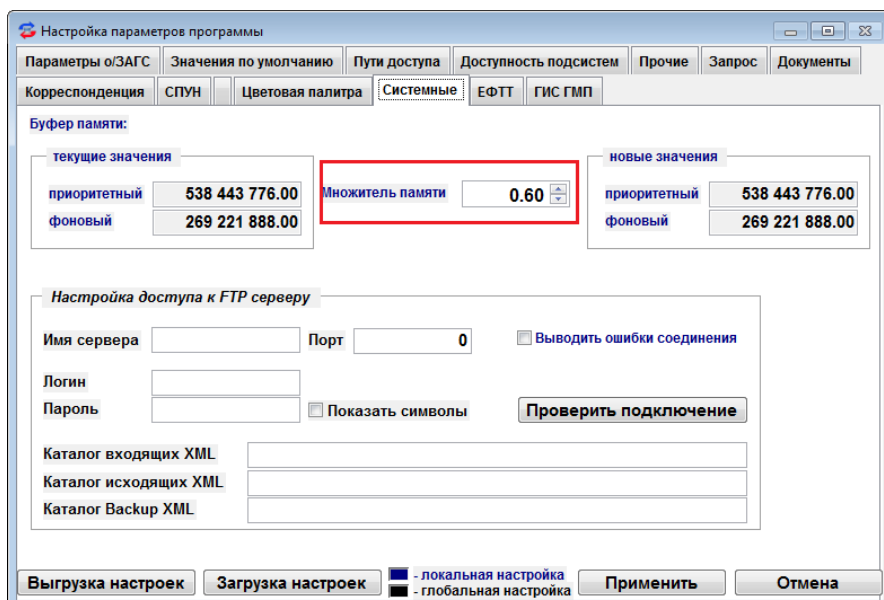 Настройка параметров программы
Параметры о/ЗАГС Значения по умолчанию Пути доступа Доступность подсистем Прочие Запрос Документы
Корреспонденция СПУН Цветовая палитра Системные ЕФТТ ГИС ГМП
Буфер памяти:
текущие значения новые значения
приоритетный 538 443 776.00 Множитель памяти 0.60 приоритетный 538 443 776.00
фоновый 269 221 888.00 фоновый 269 221 888.00
Настройка доступа к FTP серверу
Имя сервера Порт 0 Выводить ошибки соединения
Логин
Пароль Показать символы Проверить подключение
Каталог входящих XML
Каталог исходящих XML
Каталог Backup XML
- локальная настройка
Выгрузка настроек Загрузка настроек Применить Отмена
- глобальная настройка